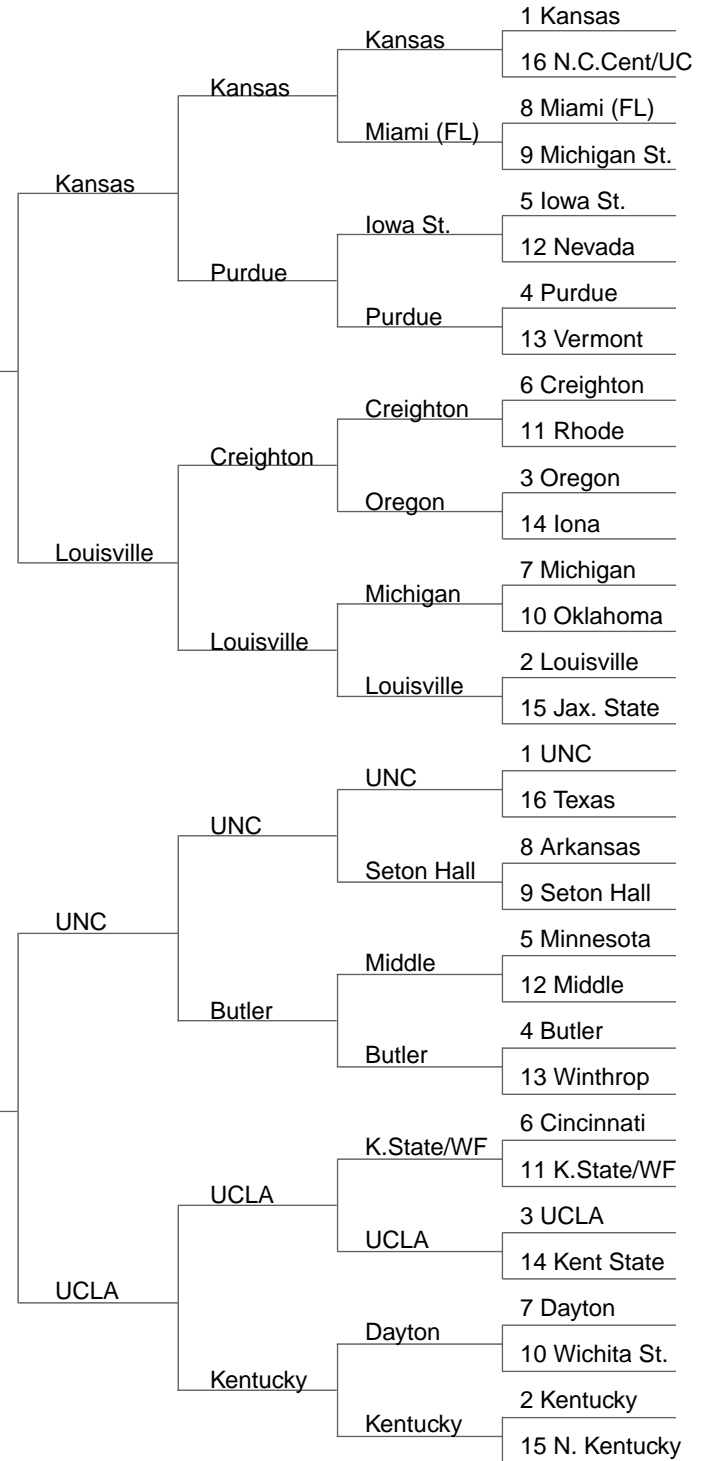 1 Kansas
Kansas
16 N.C.Cent/UC
Kansas
8 Miami (FL)
Miami (FL)
9 Michigan St.
Kansas
5 Iowa St.
Iowa St.
12 Nevada
Purdue
4 Purdue
Purdue
13 Vermont
6 Creighton
Creighton
11 Rhode
Creighton
3 Oregon
Oregon
14 Iona
Louisville
7 Michigan
Michigan
10 Oklahoma
Louisville
2 Louisville
Louisville
15 Jax. State
1 UNC
UNC
16 Texas
UNC
8 Arkansas
Seton Hall
9 Seton Hall
UNC
5 Minnesota
Middle
12 Middle
Butler
4 Butler
Butler
13 Winthrop
6 Cincinnati
K.State/WF
11 K.State/WF
UCLA
3 UCLA
UCLA
14 Kent State
UCLA
7 Dayton
Dayton
10 Wichita St.
Kentucky
2 Kentucky
Kentucky
15 N. Kentucky